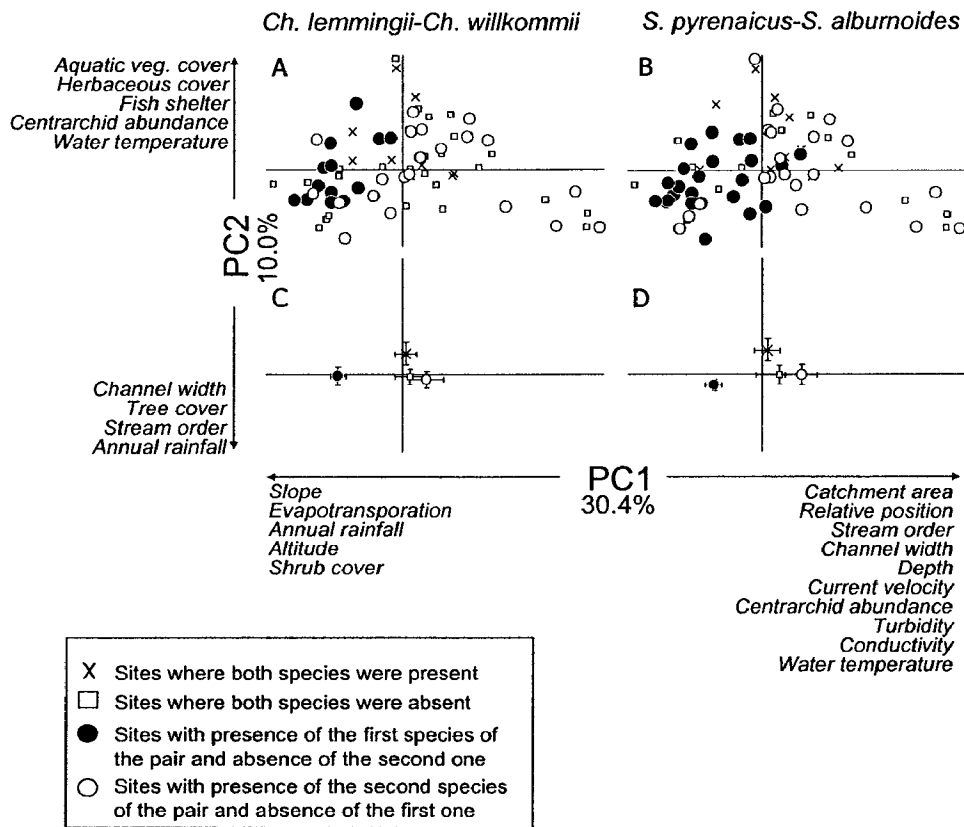 Ch. lemmingii-Ch. willkommii
S. pyrenaicus-S. alburnoides
Aquatic veg. cover
Herbaceous cover
Fish shelter
Centrarchid abundance
Water temperature
A
B
PC2
10.0%
C
D
Channel width
Tree cover
Stream order
Annual rainfall
PC1
30.4%
Slope
Evapotransporation
Annual rainfall
Altitude
Shrub cover
Catchment area
Relative position
Stream order
Channel width
Depth
Current velocity
Centrarchid abundance
Turbidity
Conductivity
Water temperature
X Sites where both species were present
Sites where both species were absent
Sites with presence of the first species of
the pair and absence of the second one
Sites with presence of the second species
of the pair and absence of the first one